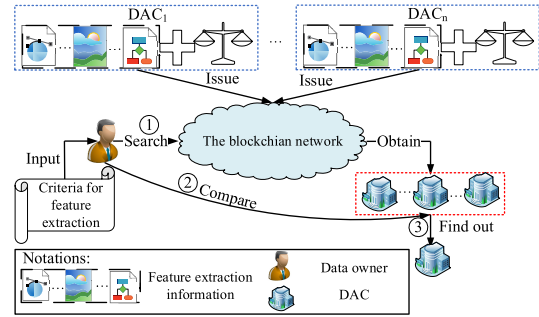 DAC1
DACn
...
Issue
Issue
1
Search
The blockchian network
Obtain
Input
Criteria for
feature
extraction
2 Compare
3
Find out
Notations:
Feature extraction
information
Data owner
DAC